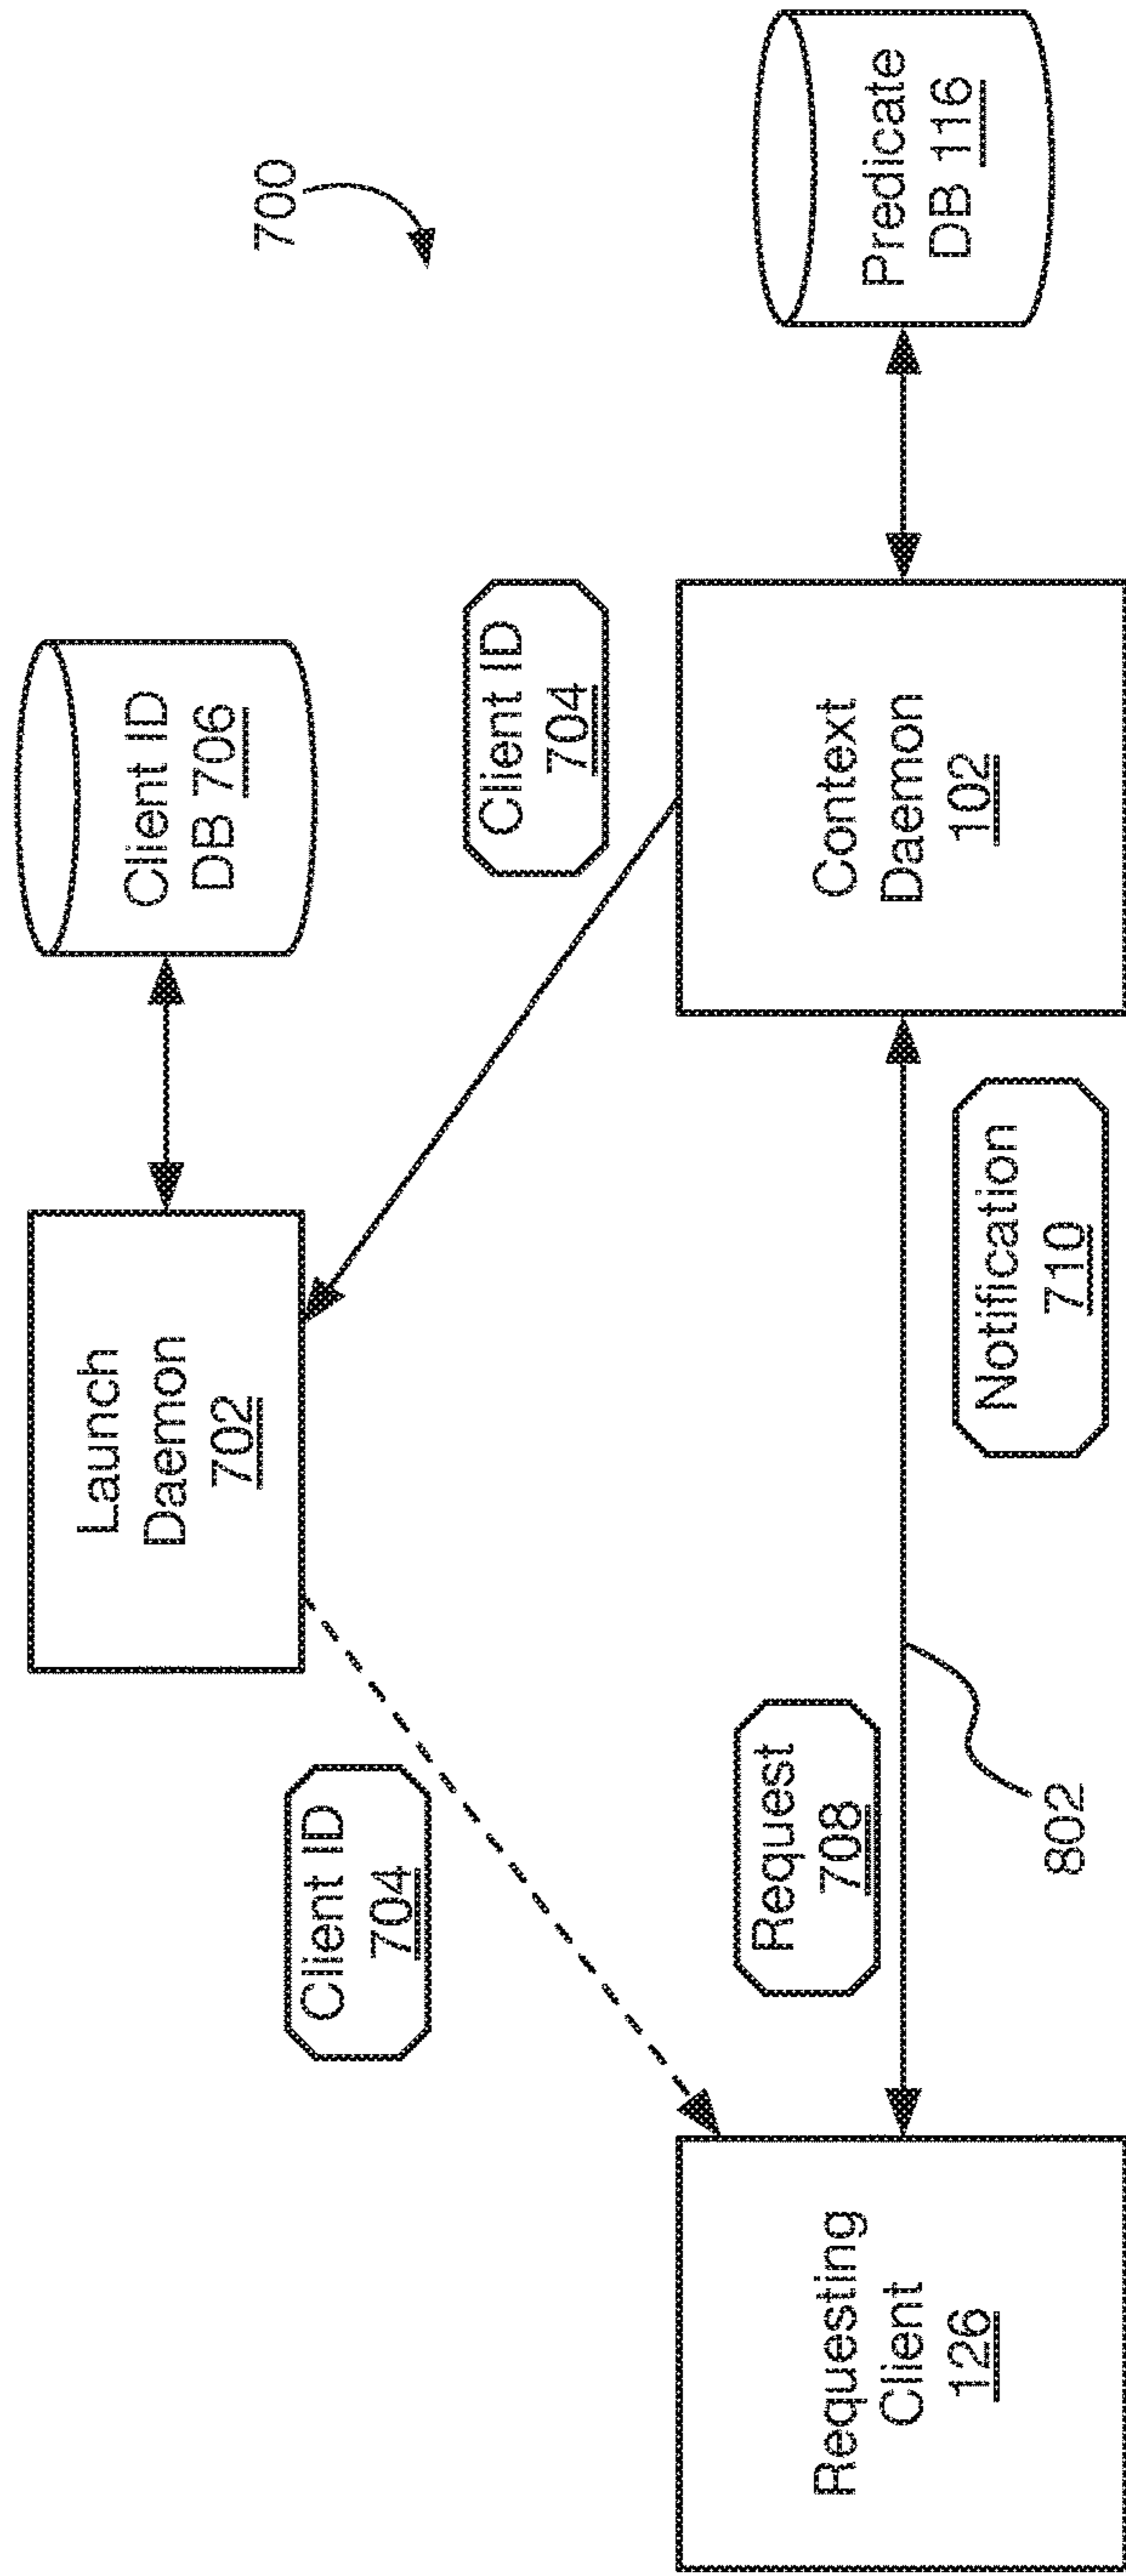 700
Launch
Daemon
702
Client ID
DB 706
Client ID
704
Client ID
704
Request
708
Requesting
Client
126
802
Notification
710
Context
Daemon
102
Predicate
DB 116